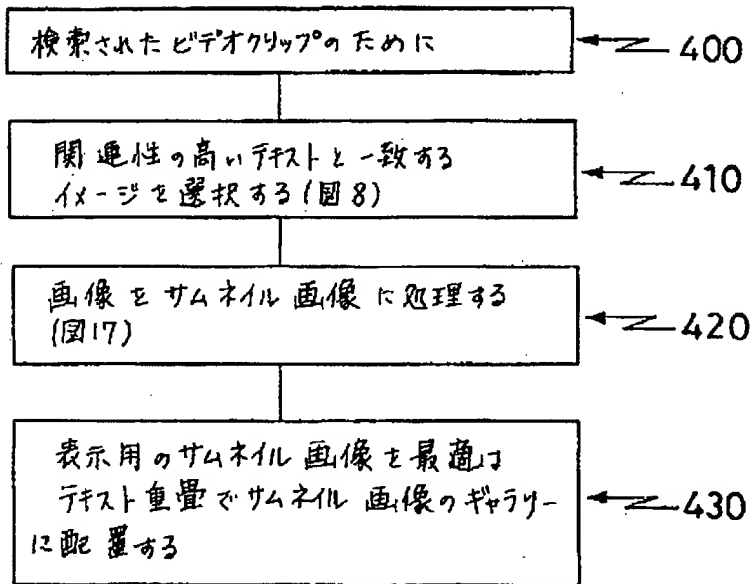 検索されたビデオクリップのために
400
関連性の高いテキストと一致する
イメージを選択する(図8)
410
画像をサムネイル画像に処理する
(図17)
420
表示用のサムネイル画像を最適は
テキスト重畳でサムネイル画像のギャラリー
に配置する
430